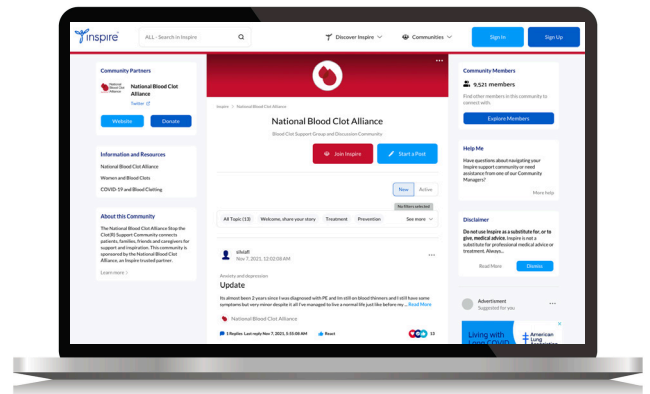 inspire
ALL - Search in Inspire
Discover Inspire
Communities
Sign In
Sign Up
Community Partners
National Blood Clot Alliance
National Blood Clot
Alliance
Twitter
Website
Donate
Information and Resources
National Blood Clot Alliance
Women and Blood Clots
COVID-19 and Blood Clotting
About this Community
The National Blood Clot Alliance Stop the
Clot(R) Support Community connects
patients, families, friends and caregivers for
support and inspiration. This community is
sponsored by the National Blood Clot
Alliance, an Inspire trusted partner.
Learn more >
Inspire > National Blood Clot Alliance
National Blood Clot Alliance
Blood Clot Support Group and Discussion Community
Join Inspire
Start a Post
New
Active
No filters selected
All Topic (13)
Welcome, share your story
Treatment
Prevention
See more
Nov 7, 2021, 12:02:08 AM
Anxiety and depression
Update
Its almost been 2 years since I was diagnosed with PE and Im still on blood thinners and I still have some
symptoms but very minor despite it all I've managed to live a normal life just like before my ... Read More
National Blood Clot Alliance
5 Replies Last reply Nov 7, 2021, 5:55:08 AM
React
13
Community Members
9,521 members
Find other members in this community to
connect with.
Explore Members
Help Me
Have questions about navigating your
Inspire support community or need
assistance from one of our Community
Managers?
More help
Disclaimer
Do not use Inspire as a substitute for, or to
give, medical advice. Inspire is not a
substitute for professional medical advice or
treatment. Always...
Read More
Dismiss
Advertisment
Suggested for you
Living with
Long COVID
American
Lung
Association